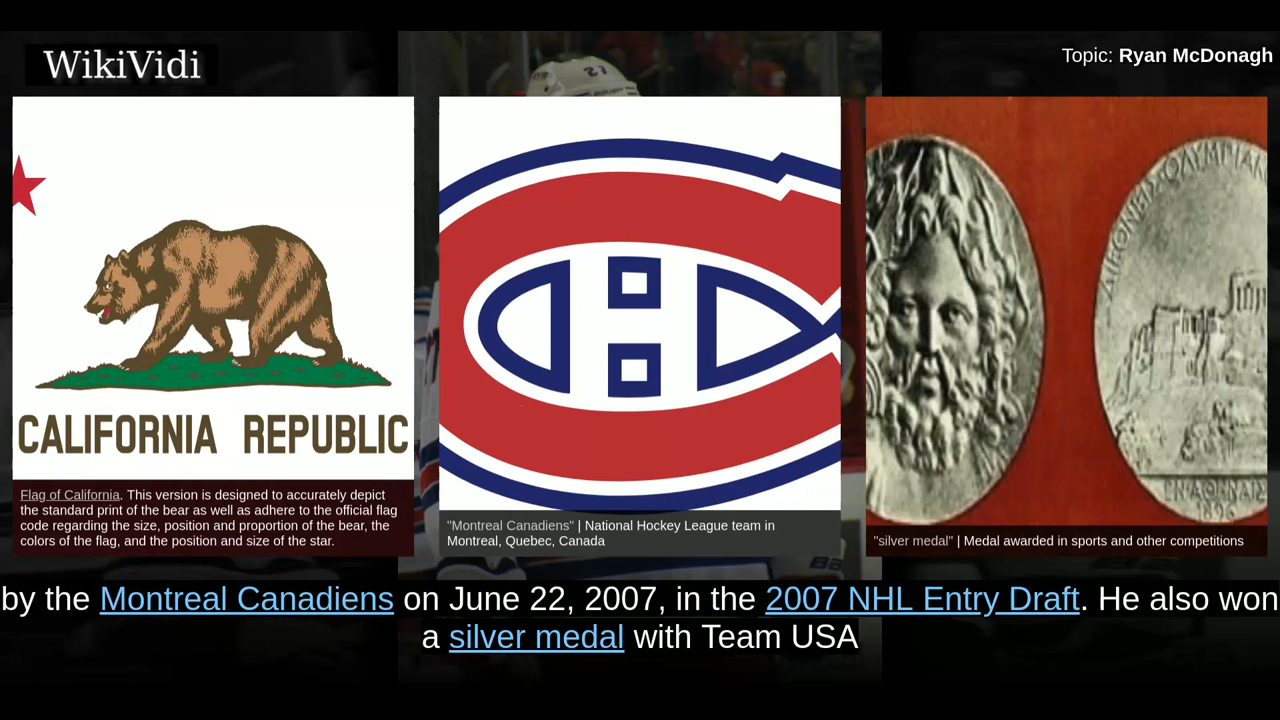 WikiVidi
Topic: Ryan McDonagh
27
CALIFORNIA REPUBLIC
Flag of California. This version is designed to accurately depict
the standard print of the bear as well as adhere to the official flag
code regarding the size, position and proportion of the bear, the
colors of the flag, and the position and size of the star.
"Montreal Canadiens" | National Hockey League team in
Montreal, Quebec, Canada
1896
"silver medal" | Medal awarded in sports and other competitions
by the Montreal Canadiens on June 22, 2007, in the 2007 NHL Entry Draft. He also won
a silver medal with Team USA